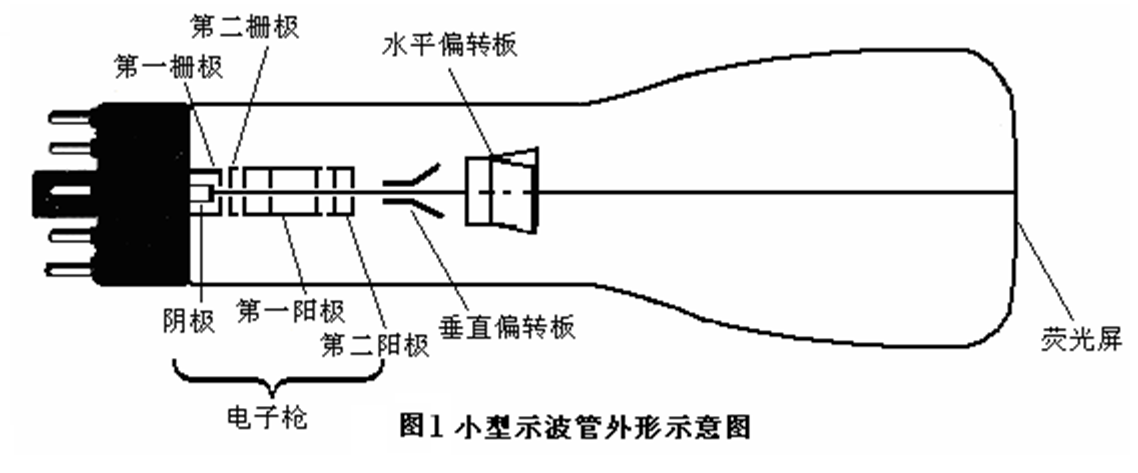 第二栅极
水平偏转板
第一栅极
第一阳极
阴极
垂直偏转板
第二阳极
荧光屏
电子枪
图1 小型示波管外形示意图